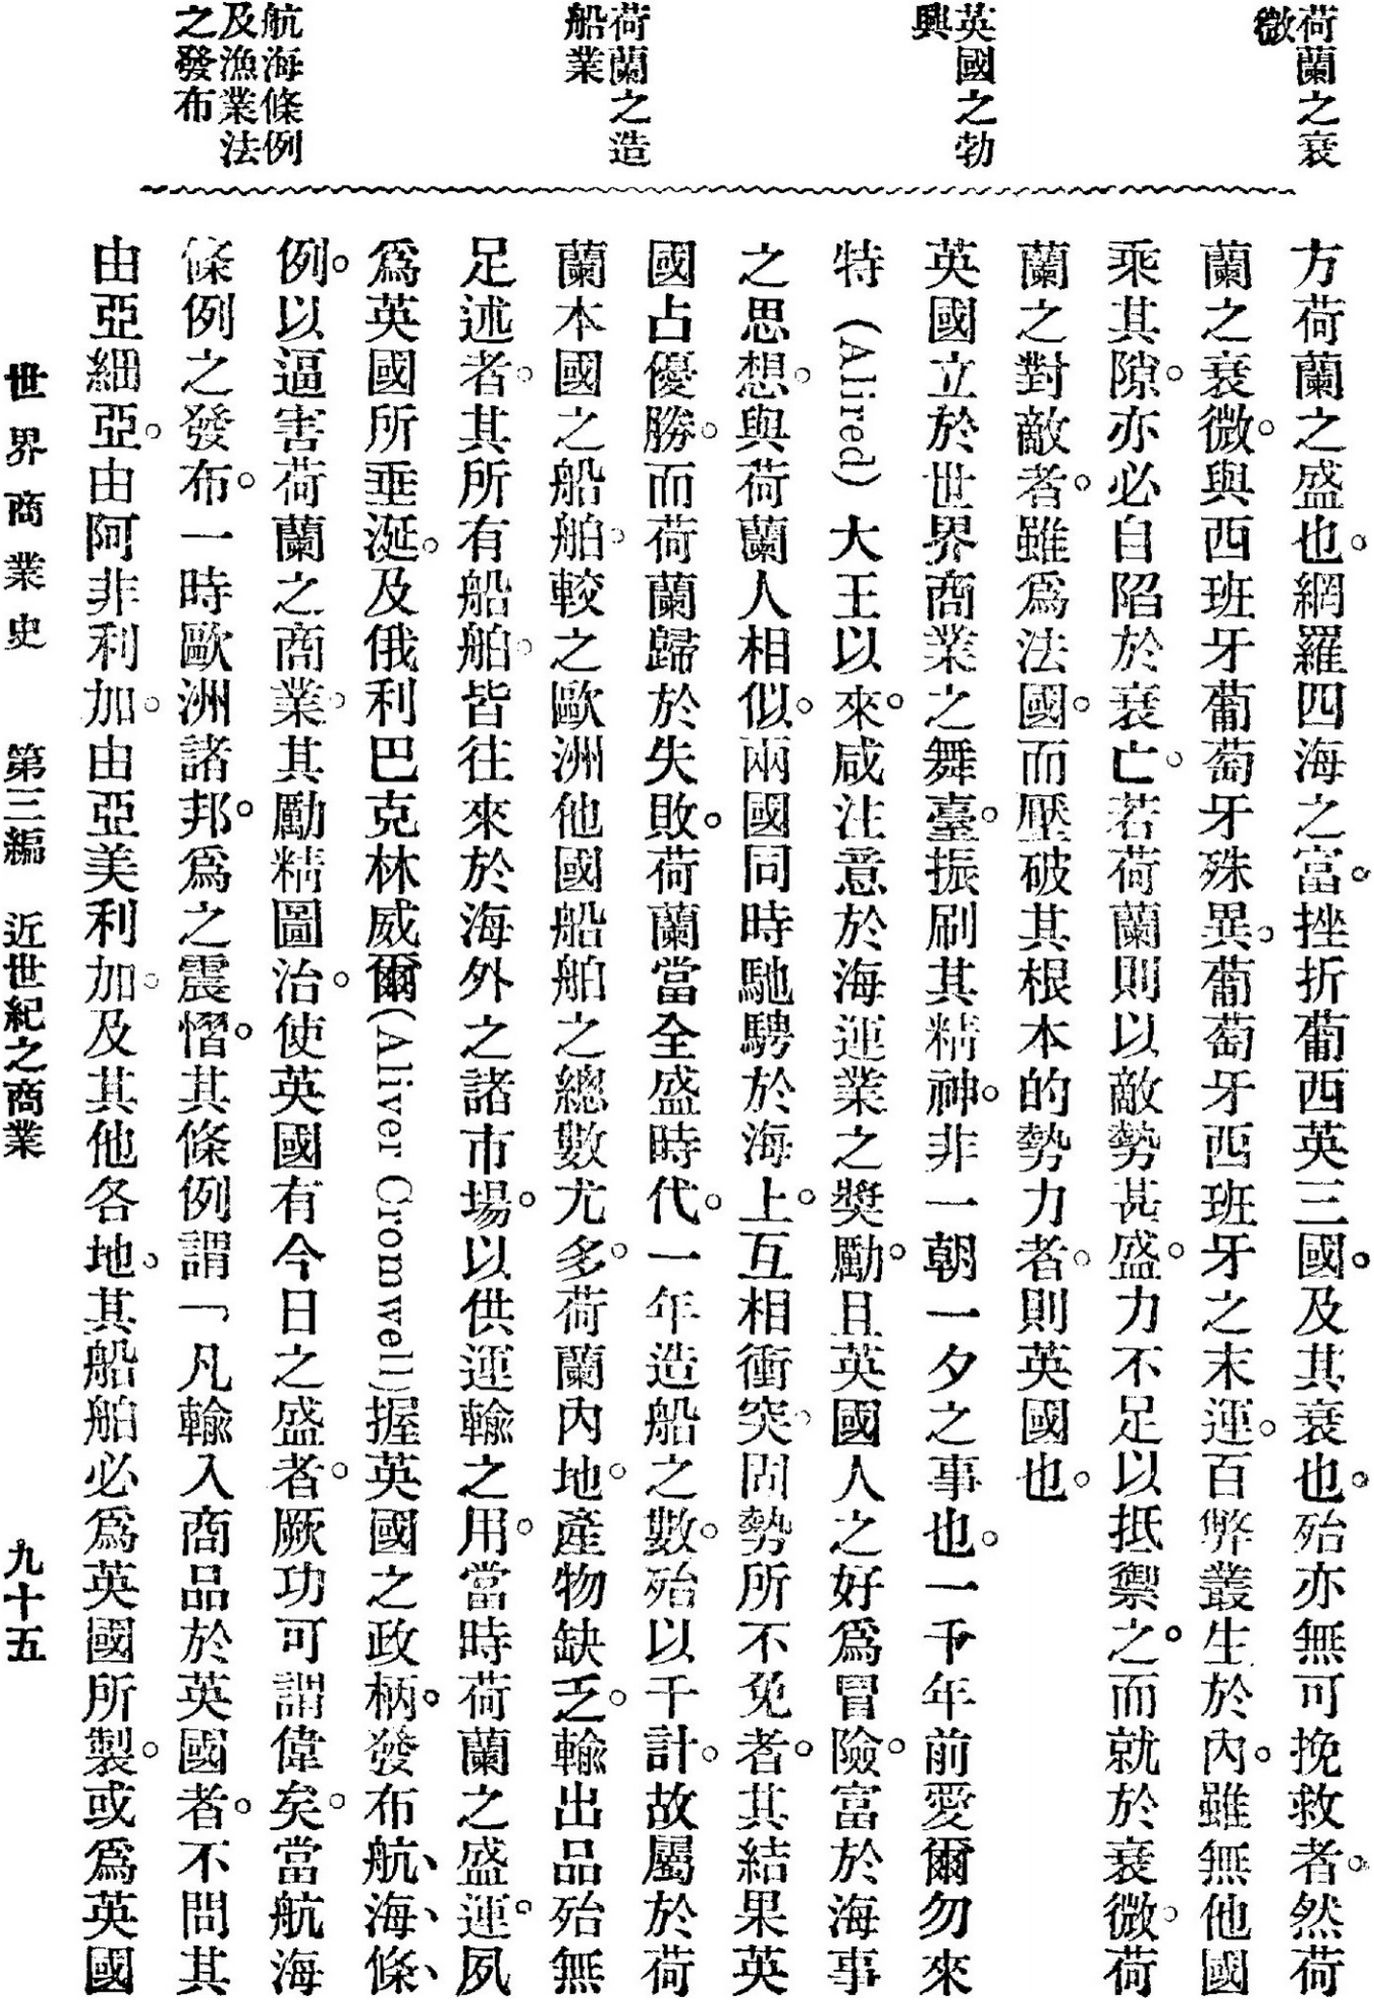 荷蘭之衰
微
英國之勃
興
荷蘭之造
船業
航海條例
及漁業法
之發布
方荷蘭之盛也。網羅四海之富。挫折葡西英三國。及其衰也。殆亦無可挽救者。然荷
蘭之衰微。與西班牙葡萄牙殊異。葡萄牙西班牙之末運。百弊叢生於內。雖無他國
乘其隙。亦必自陷於衰亡。若荷蘭則以敵勢甚盛。力不足以抵禦之。而就於衰微。荷
蘭之對敵者。雖爲法國。而壓破其根本的勢力者。則英國也。
英國立於世界商業之舞臺。振刷其精神。非一朝一夕之事也。一千年前愛爾勿來
特(Alired)大王以來。咸注意於海運業之獎勵。且英國人之好爲冒險。富於海事
之思想。與荷蘭人相似。兩國同時馳騁於海上。互相衝突。固勢所不免者。其結果英
國占優勝。而荷蘭歸於失敗。荷蘭當全盛時代。一年造船之數。殆以千計。故屬於荷
蘭本國之船舶。較之歐洲他國船舶之總數尤多。荷蘭內地。產物缺乏。輸出品殆無
足述者。其所有船舶。皆往來於海外之諸市場。以供運輸之用。當時荷蘭之盛運。夙
爲英國所垂涎。及俄利巴克林威爾(Aliver Cromwell)握英國之政柄。發布航、海、條、
例。以逼害荷蘭之商業。其勵精圖治。使英國有今日之盛者。厥功可謂偉矣。當航海
條例之發布。一時歐洲諸邦。爲之震慴。其條例謂「凡輸入商品於英國者。不問其
由亞細亞。由阿非利加。由亞美利加。及其他各地。其船舶必爲英國所製。或爲英國
世界商業史 第三編 近世紀之商業 九十五